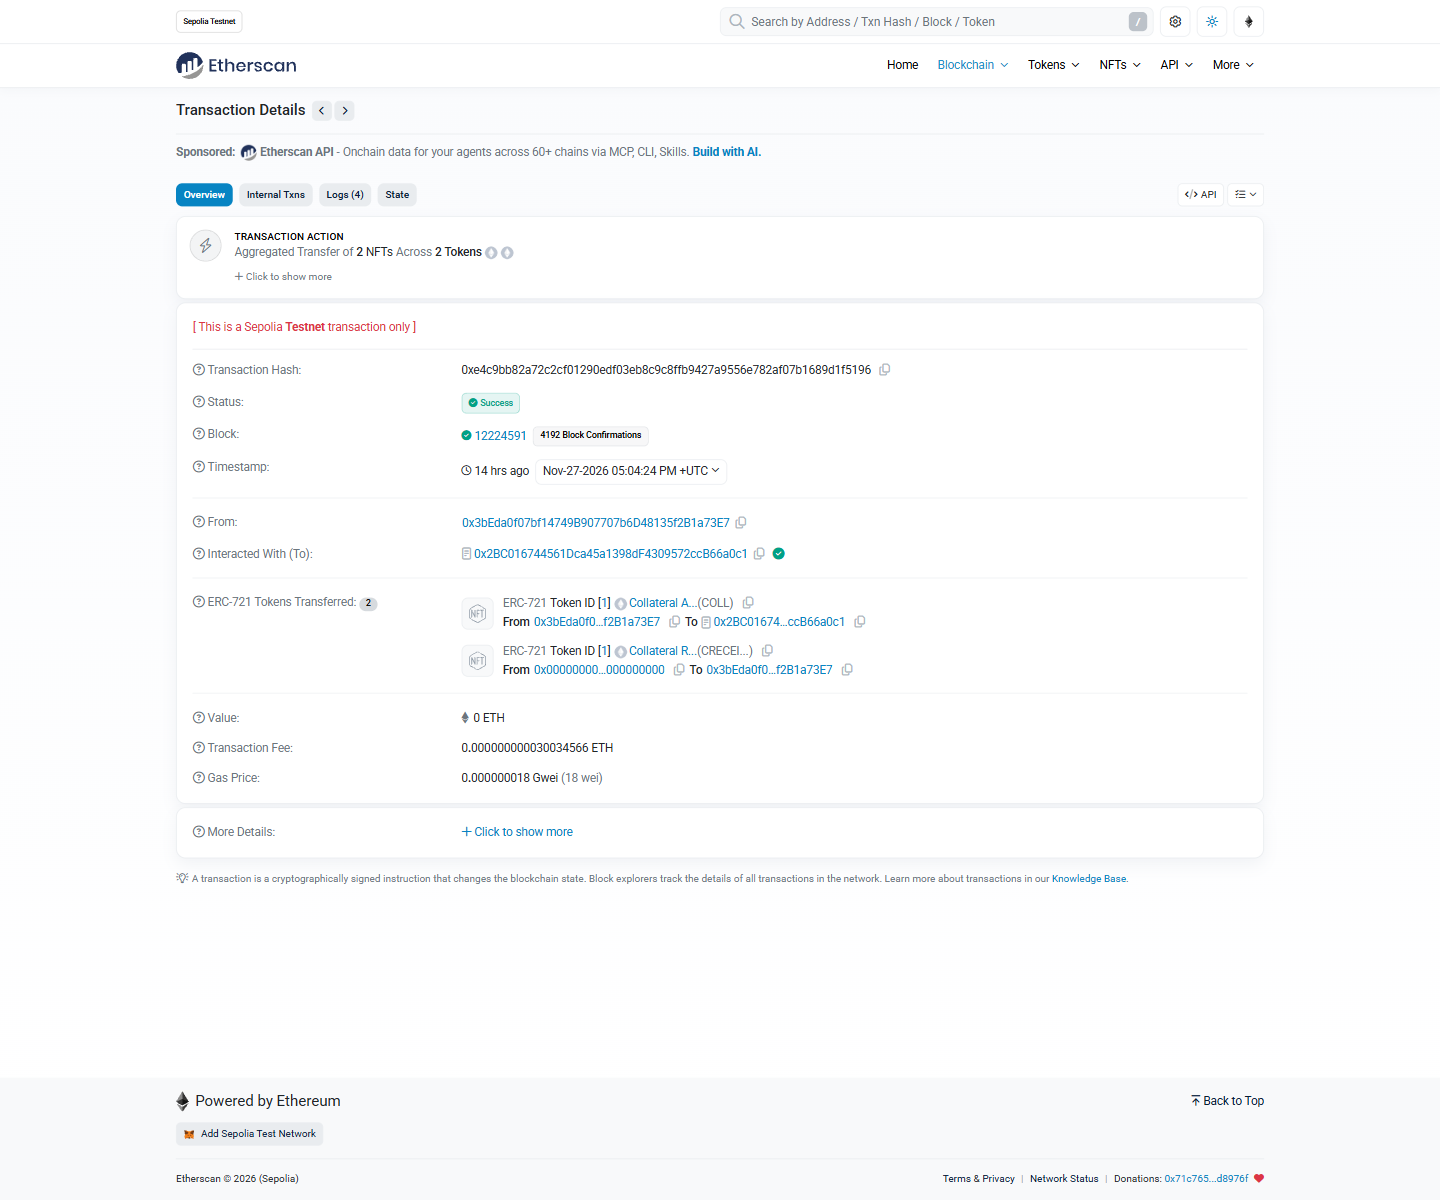 Sepolia Testnet
Search by Address / Txn Hash / Block / Token
/
Etherscan
Home Blockchain Tokens NFTs API More
Transaction Details
Sponsored: Etherscan API - Onchain data for your agents across 60+ chains via MCP, CLI, Skills. Build with AI.
Overview Internal Txns Logs (4) State
</> API
TRANSACTION ACTION
Aggregated Transfer of 2 NFTs Across 2 Tokens
+ Click to show more
[ This is a Sepolia Testnet transaction only ]
Transaction Hash: 0xe4c9bb82a72c2cf01290edf03eb8c9c8ffb9427a9556e782af07b1689d1f5196
Status: Success
Block: 12224591 4192 Block Confirmations
Timestamp: 14 hrs ago Nov-27-2026 05:04:24 PM +UTC
From: 0x3bEda0f07bf14749B907707b6D48135f2B1a73E7
Interacted With (To): 0x2BC016744561Dca45a1398dF4309572ccB66a0c1
ERC-721 Tokens Transferred: 2
NFT ERC-721 Token ID [1] Collateral A...(COLL)
From 0x3bEda0f0...f2B1a73E7 To 0x2BC01674...ccB66a0c1
NFT ERC-721 Token ID [1] Collateral R...(CRECEI...)
From 0x00000000...000000000 To 0x3bEda0f0...f2B1a73E7
Value: 0 ETH
Transaction Fee: 0.000000000030034566 ETH
Gas Price: 0.000000018 Gwei (18 wei)
More Details: + Click to show more
A transaction is a cryptographically signed instruction that changes the blockchain state. Block explorers track the details of all transactions in the network. Learn more about transactions in our Knowledge Base.
Powered by Ethereum
Back to Top
Add Sepolia Test Network
Etherscan © 2026 (Sepolia)
Terms & Privacy | Network Status | Donations: 0x71c765...d8976f